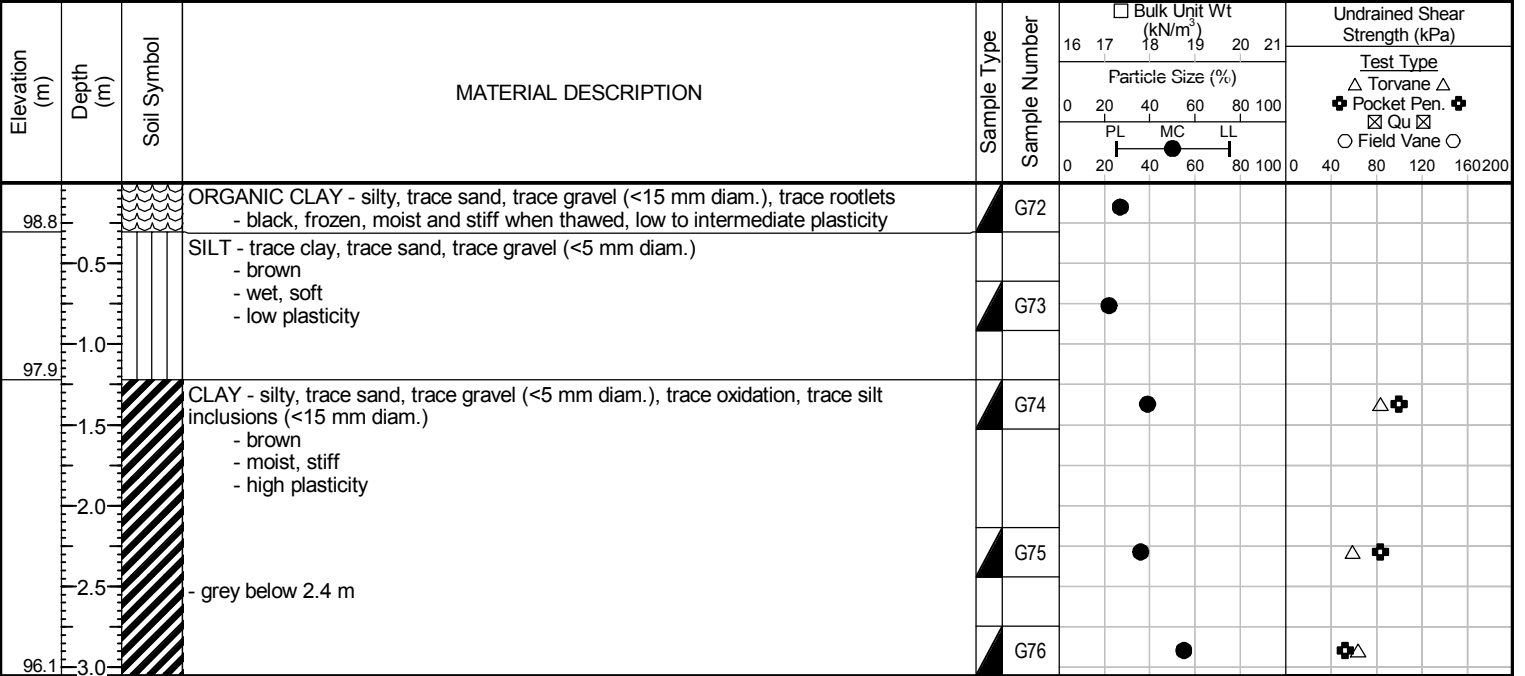 Elevation
(m)
Depth
(m)
Soil Symbol
MATERIAL DESCRIPTION
Sample Type
Sample Number
Bulk Unit Wt
(kN/m³)
16 17 18 19 20 21
Particle Size (%)
0 20 40 60 80 100
PL MC LL
0 20 40 60 80 100
Undrained Shear
Strength (kPa)
Test Type
△ Torvane △
Pocket Pen.
☒ Qu ☒
○ Field Vane ○
0 40 80 120 160 200
ORGANIC CLAY - silty, trace sand, trace gravel (<15 mm diam.), trace rootlets
- black, frozen, moist and stiff when thawed, low to intermediate plasticity
G72
98.8
SILT - trace clay, trace sand, trace gravel (<5 mm diam.)
-0.5
- brown
- wet, soft
- low plasticity
G73
-1.0
97.9
CLAY - silty, trace sand, trace gravel (<5 mm diam.), trace oxidation, trace silt
inclusions (<15 mm diam.)
G74
-1.5
- brown
- moist, stiff
- high plasticity
-2.0
G75
-2.5
- grey below 2.4 m
G76
96.1
-3.0